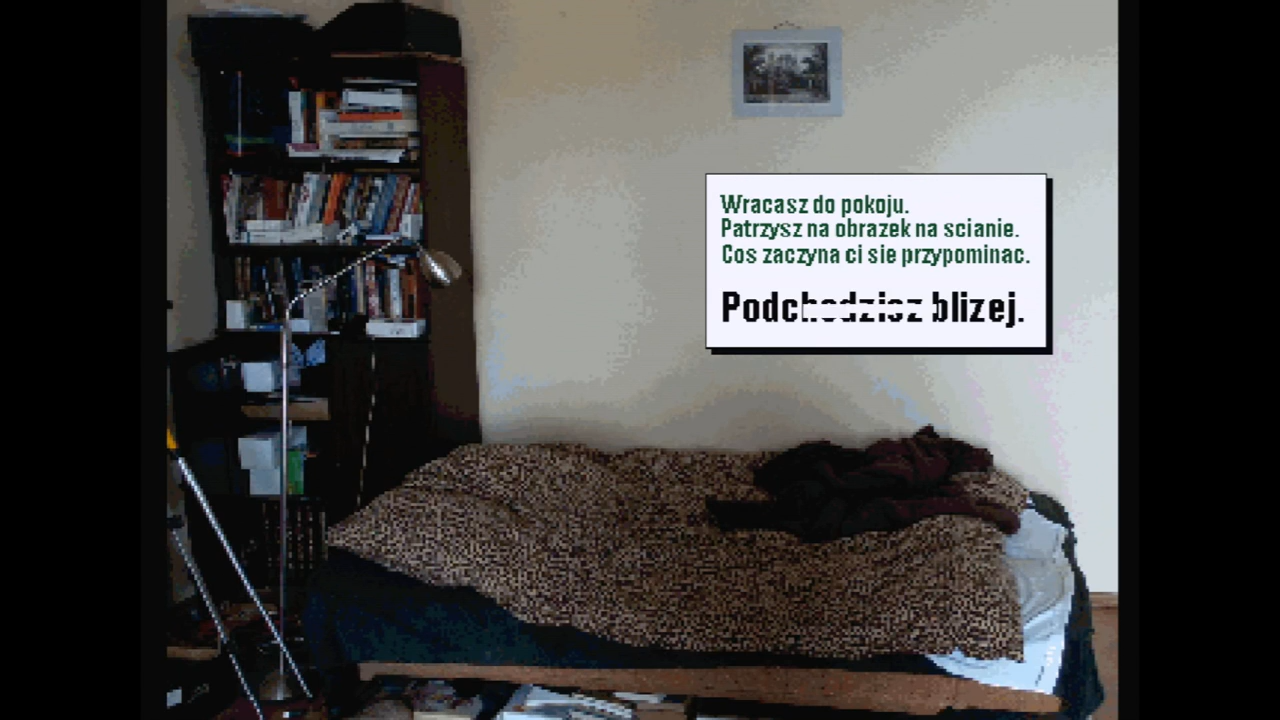 Wracasz do pokoju.
Patrzysz na obrazek na scianie.
Cos zaczyna ci sie przypominac.
Podchodzisz blizej.